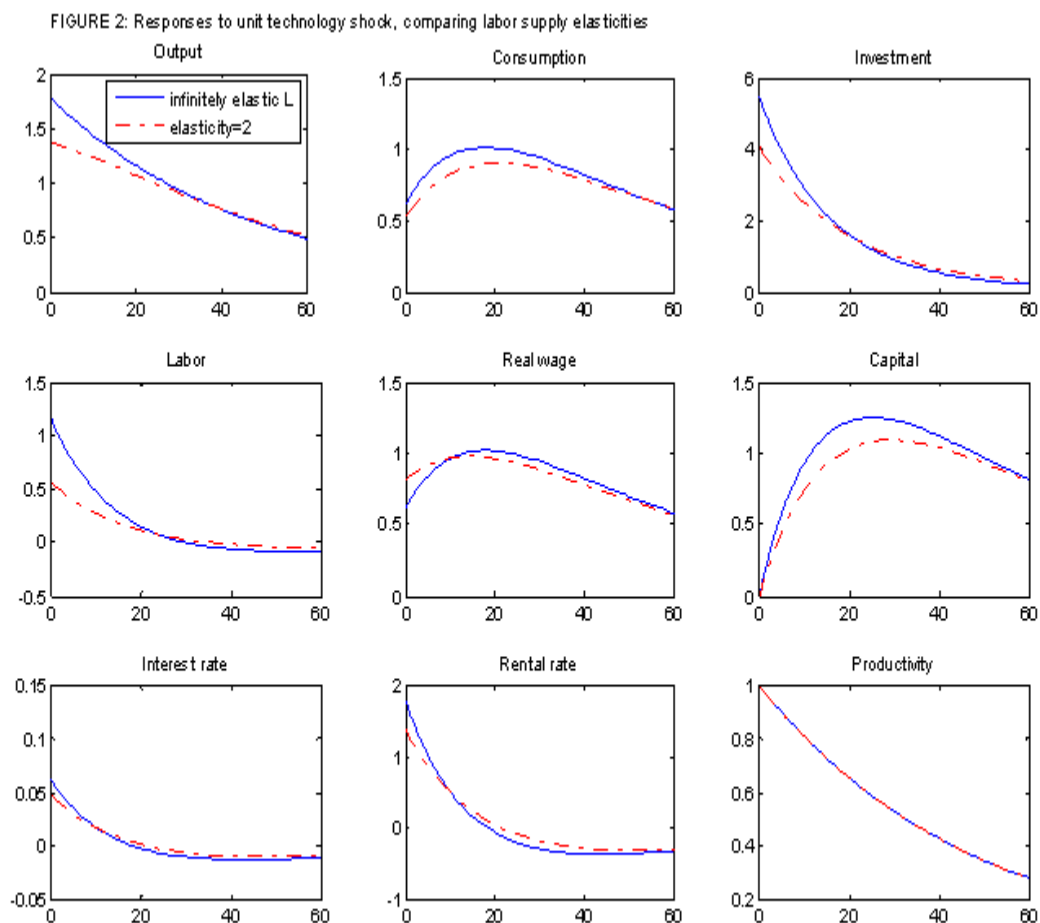 FIGURE 2: Responses to unit technology shock, comparing labor supply elasticities
Output
2
1.5
1
0.5
0
0 20 40 60
infinitely elastic L
elasticity=2
Consumption
1.5
1
0.5
0
0 20 40 60
Investment
6
4
2
0
0 20 40 60
Labor
1.5
1
0.5
0
-0.5
0 20 40 60
Real wage
1.5
1
0.5
0
0 20 40 60
Capital
1.5
1
0.5
0
0 20 40 60
Interest rate
0.15
0.1
0.05
0
-0.05
0 20 40 60
Rental rate
2
1
0
-1
0 20 40 60
Productivity
1
0.8
0.6
0.4
0.2
0 20 40 60